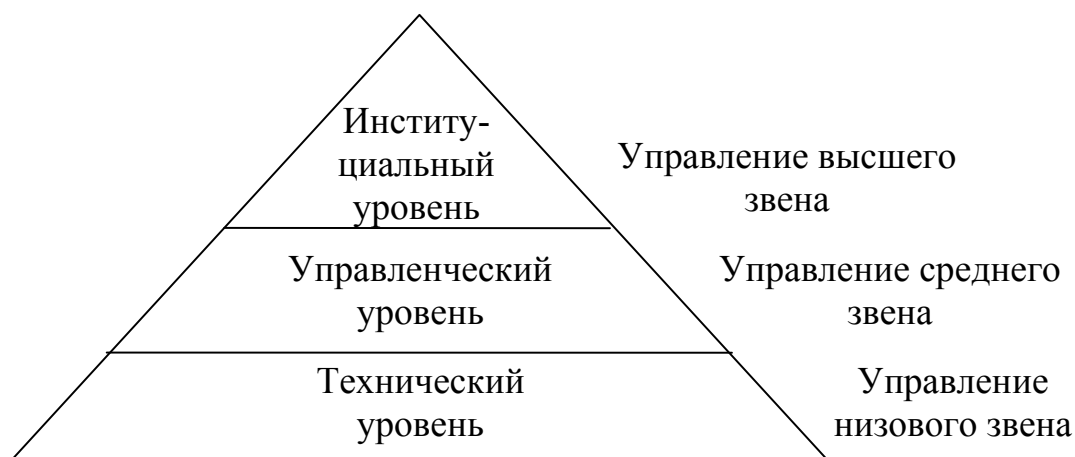 Институ-
циальный
уровень
Управление высшего
звена
Управленческий
уровень
Управление среднего
звена
Технический
уровень
Управление
низового звена